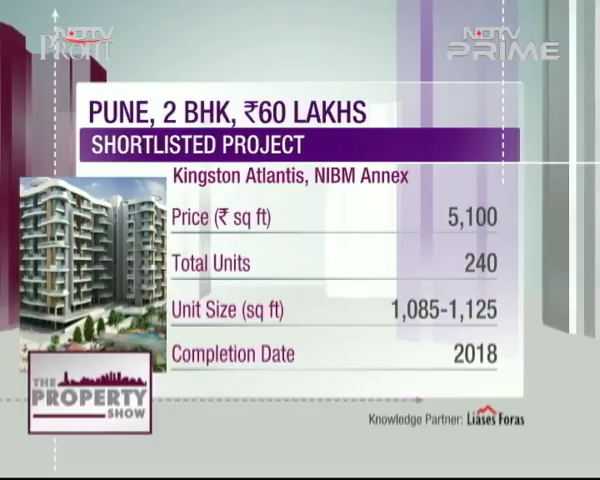 NDTV
PROFIT
NDTV
PRIME
PUNE, 2 BHK, ₹60 LAKHS
SHORTLISTED PROJECT
Kingston Atlantis, NIBM Annex
Price (₹ sq ft) 5,100
Total Units 240
Unit Size (sq ft) 1,085-1,125
Completion Date 2018
THE
PROPERTY
SHOW
Knowledge Partner: Liases Foras